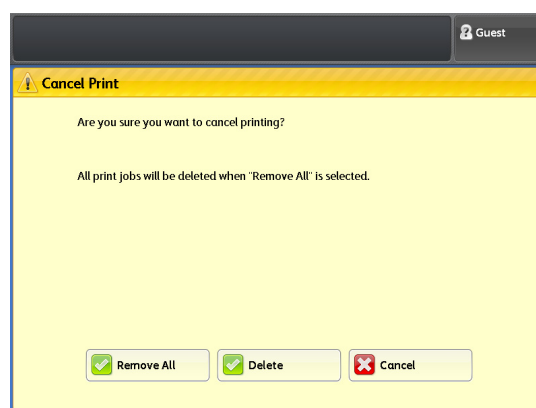 Guest
Cancel Print
Are you sure you want to cancel printing?
All print jobs will be deleted when "Remove All" is selected.
Remove All
Delete
Cancel